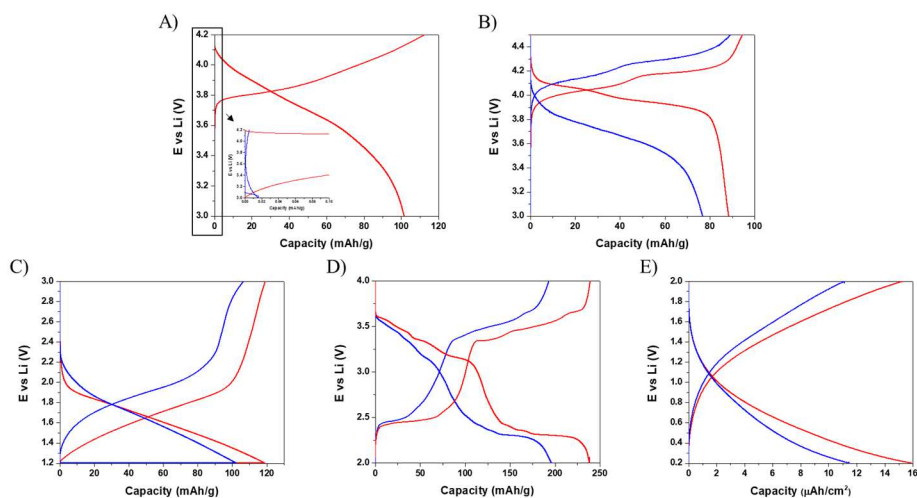 A)
4.2
4.0
3.8
3.6
3.4
3.2
3.0
E vs Li (V)
0 20 40 60 80 100 120
Capacity (mAh/g)
E vs Li (V)
Capacity (mAh/g)
B)
4.4
4.2
4.0
3.8
3.6
3.4
3.2
3.0
E vs Li (V)
0 20 40 60 80 100
Capacity (mAh/g)
C)
3.0
2.8
2.6
2.4
2.2
2.0
1.8
1.6
1.4
1.2
E vs Li (V)
0 20 40 60 80 100 120
Capacity (mAh/g)
D)
4.0
3.5
3.0
2.5
2.0
E vs Li (V)
0 50 100 150 200 250
Capacity (mAh/g)
E)
2.0
1.8
1.6
1.4
1.2
1.0
0.8
0.6
0.4
0.2
E vs Li (V)
0 2 4 6 8 10 12 14 16
Capacity (µAh/cm²)